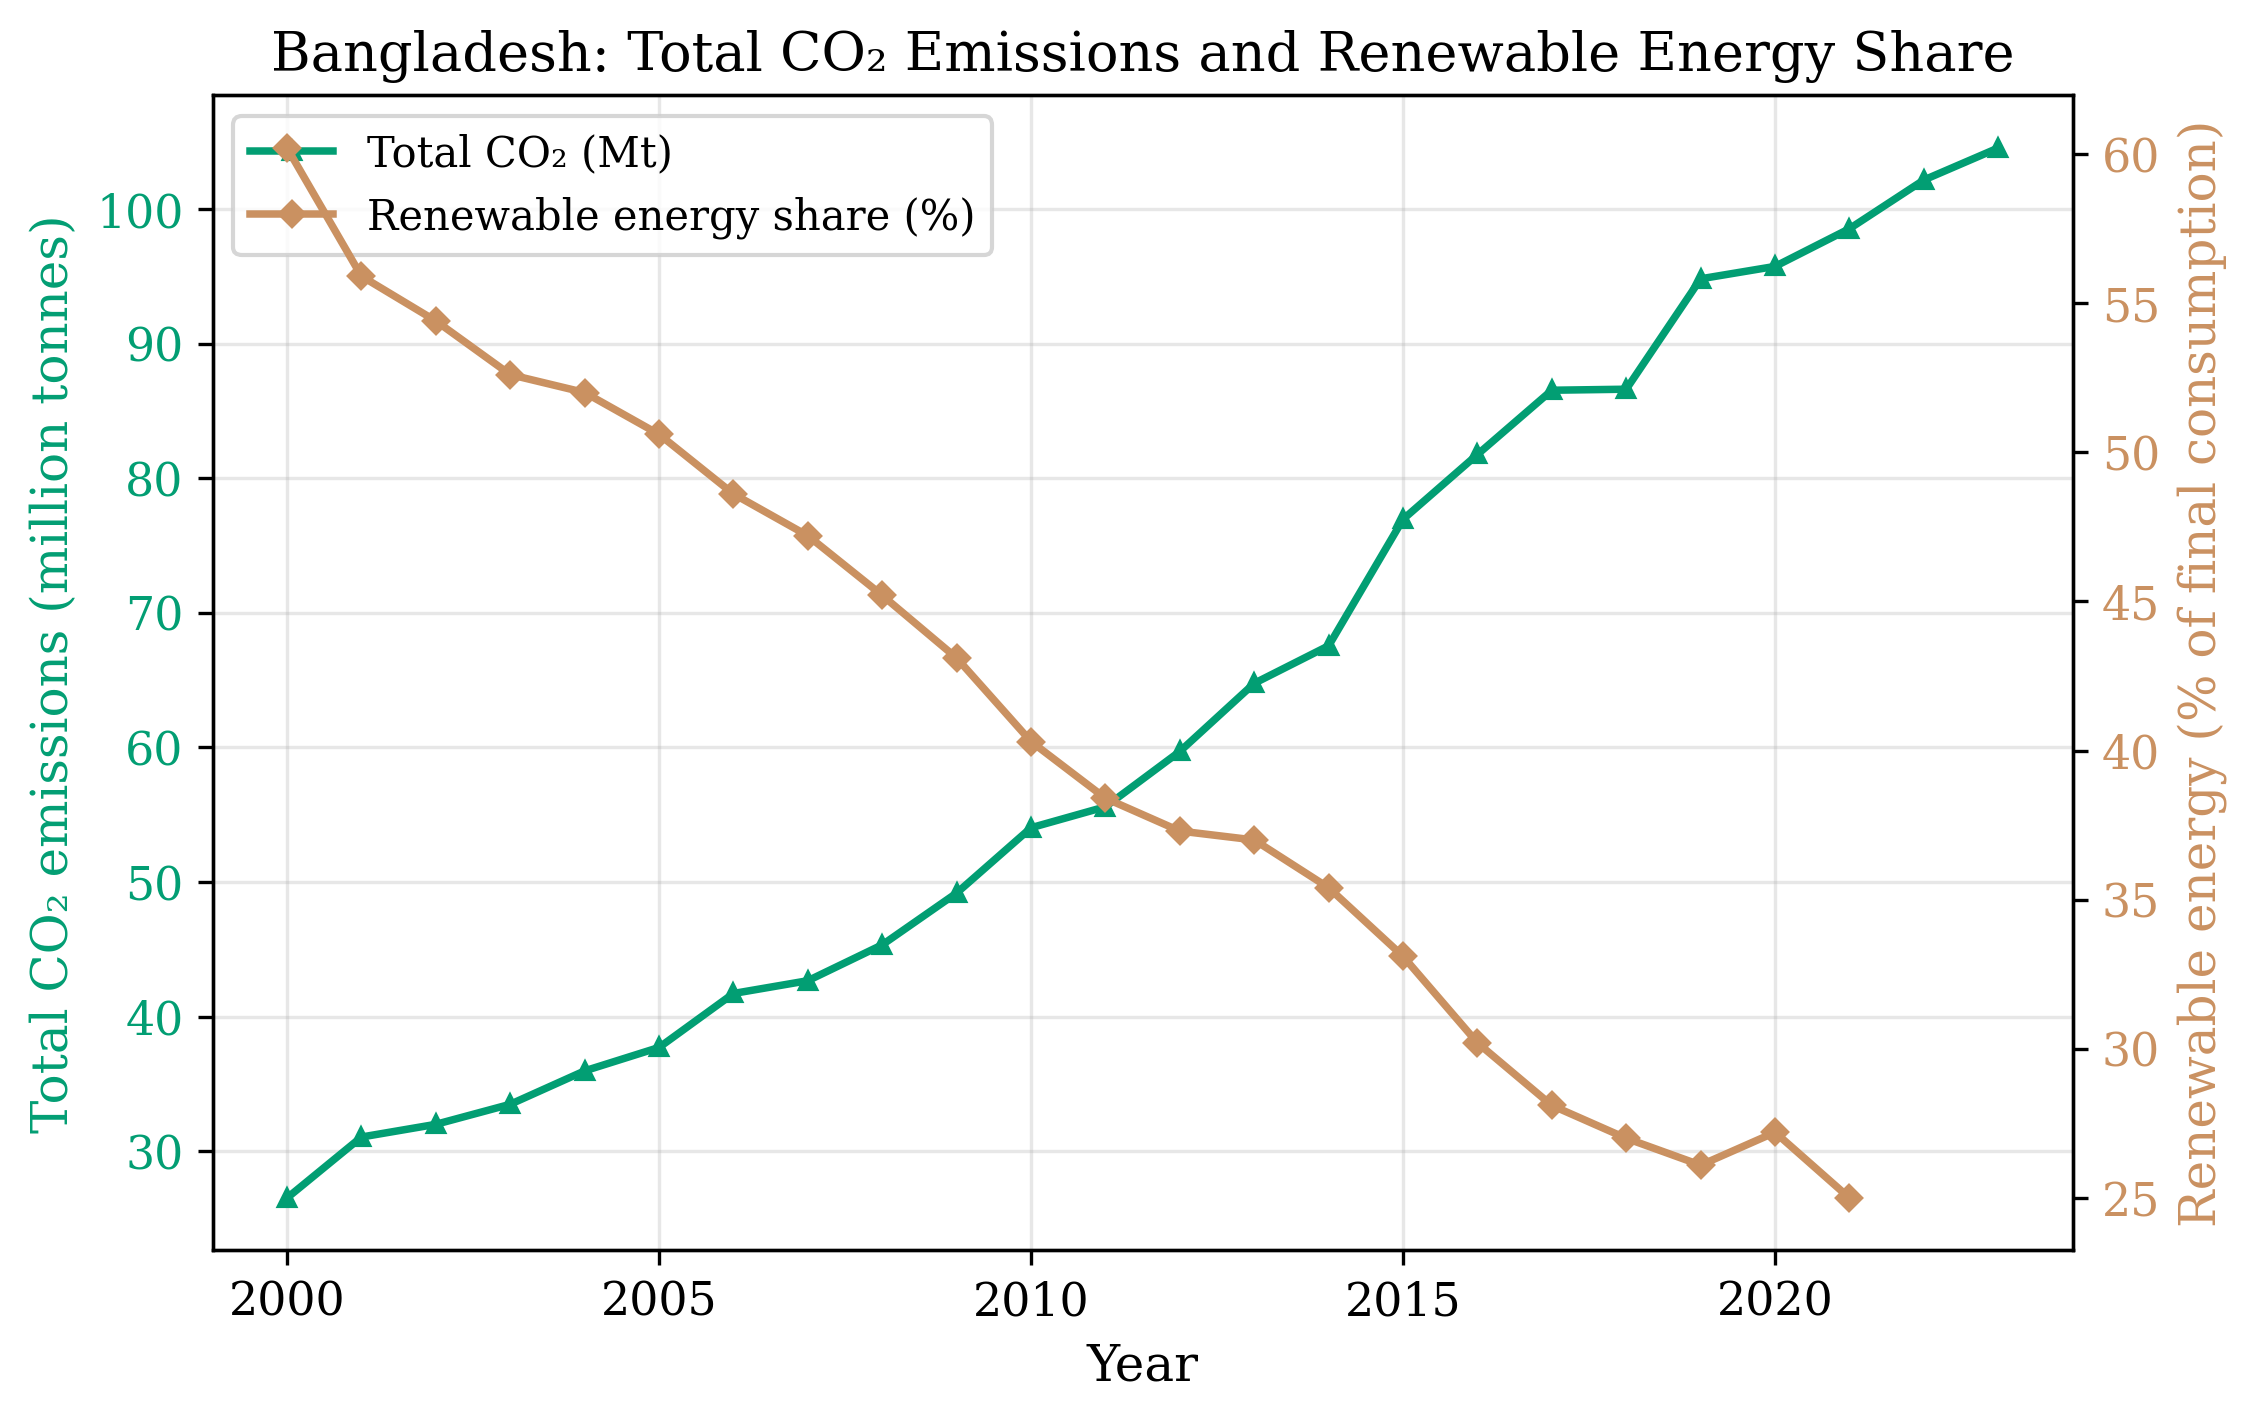 Bangladesh: Total CO₂ Emissions and Renewable Energy Share
Total CO₂ (Mt)
Renewable energy share (%)
Total CO₂ emissions (million tonnes)
100
90
80
70
60
50
40
30
60
55
50
45
40
35
30
25
Renewable energy (% of final consumption)
2000 2005 2010 2015 2020
Year